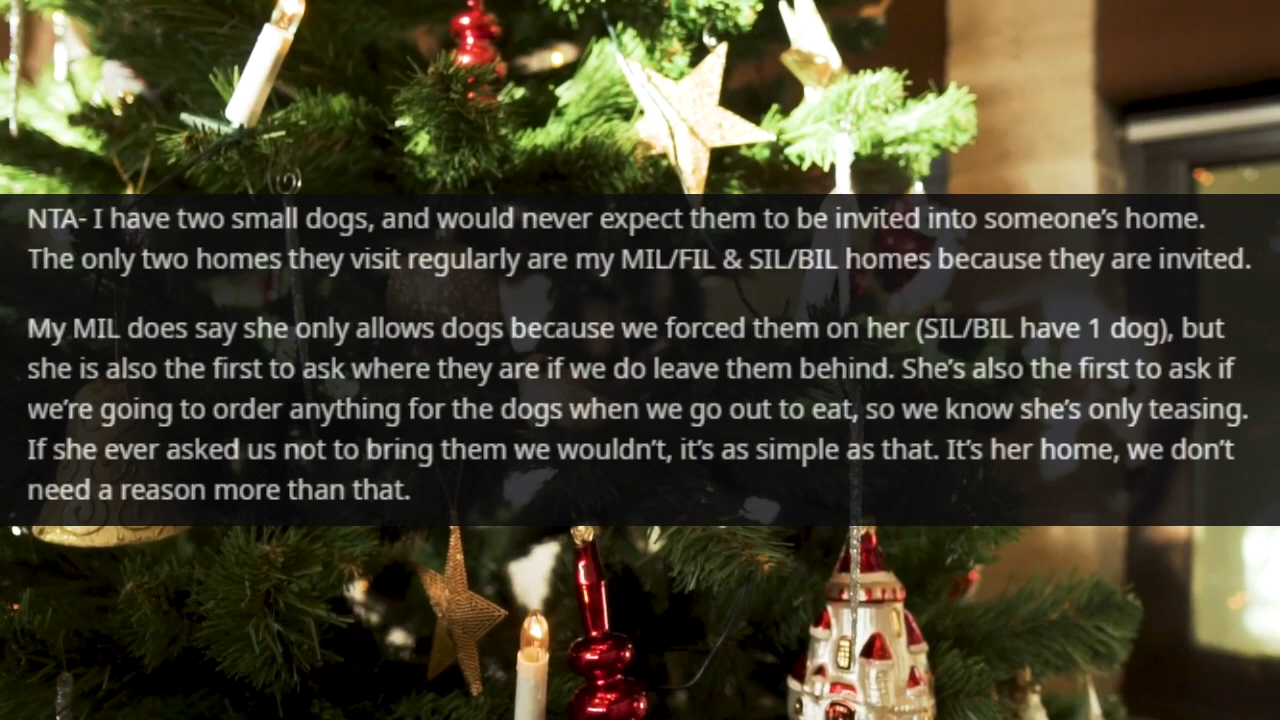 NTA- I have two small dogs, and would never expect them to be invited into someone’s home.
The only two homes they visit regularly are my MIL/FIL & SIL/BIL homes because they are invited.
My MIL does say she only allows dogs because we forced them on her (SIL/BIL have 1 dog), but
she is also the first to ask where they are if we do leave them behind. She’s also the first to ask if
we’re going to order anything for the dogs when we go out to eat, so we know she’s only teasing.
If she ever asked us not to bring them we wouldn’t, it’s as simple as that. It’s her home, we don’t
need a reason more than that.